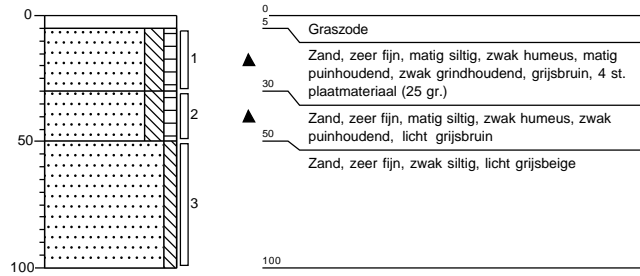 0
50
100
1
2
3
0
5
Graszode
Zand, zeer fijn, matig siltig, zwak humeus, matig
puinhoudend, zwak grindhoudend, grijsbruin, 4 st.
plaatmateriaal (25 gr.)
30
Zand, zeer fijn, matig siltig, zwak humeus, zwak
puinhoudend, licht grijsbruin
50
Zand, zeer fijn, zwak siltig, licht grijsbeige
100